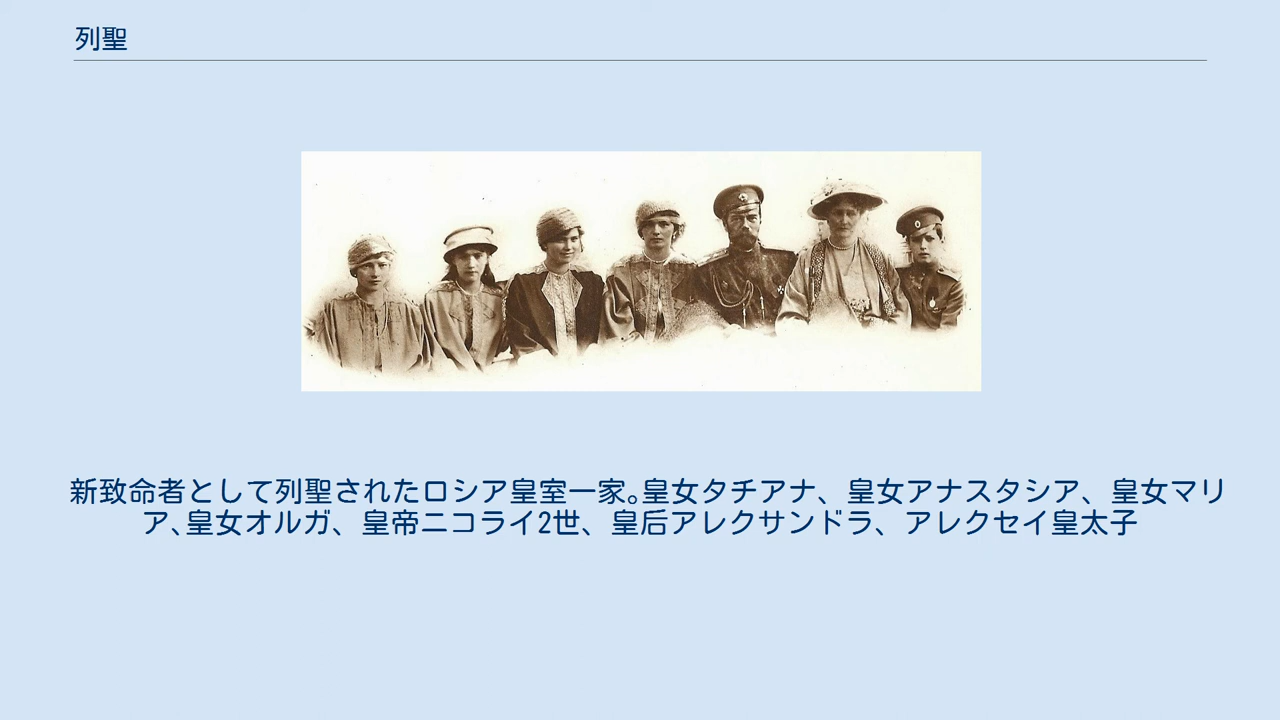 列聖
新致命者として列聖されたロシア皇室一家。皇女タチアナ、皇女アナスタシア、皇女マリ
ア、皇女オルガ、皇帝ニコライ2世、皇后アレクサンドラ、アレクセイ皇太子